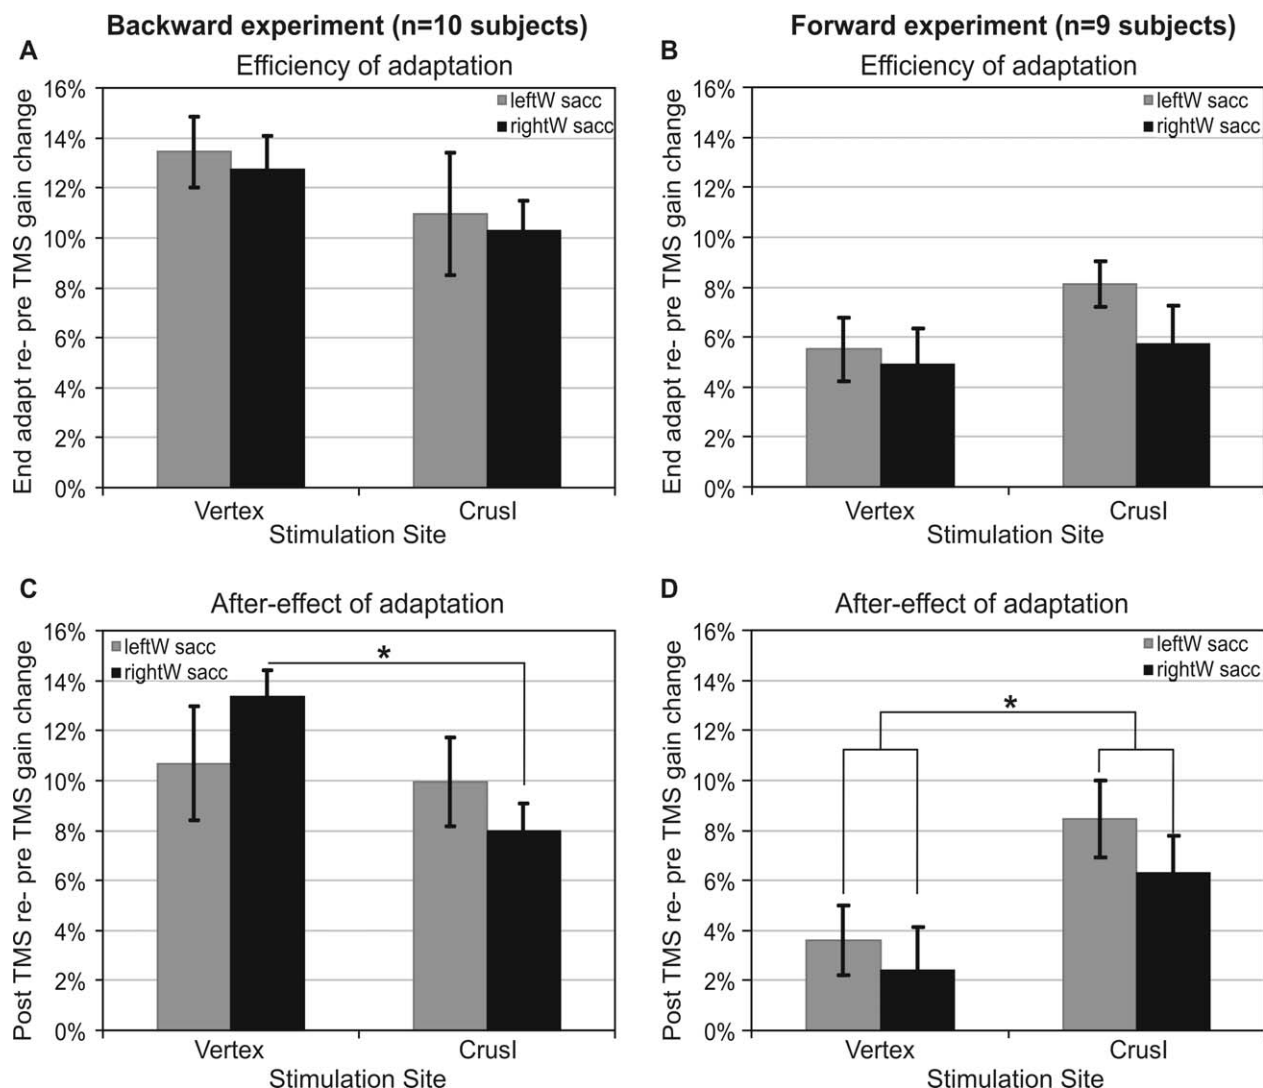 Backward experiment (n=10 subjects)
A
Efficiency of adaptation
End adapt re- pre TMS gain change
16%
14%
12%
10%
8%
6%
4%
2%
0%
leftW sacc
rightW sacc
Vertex
CrusI
Stimulation Site
Forward experiment (n=9 subjects)
B
Efficiency of adaptation
End adapt re- pre TMS gain change
16%
14%
12%
10%
8%
6%
4%
2%
0%
leftW sacc
rightW sacc
Vertex
CrusI
Stimulation Site
C
After-effect of adaptation
Post TMS re- pre TMS gain change
16%
14%
12%
10%
8%
6%
4%
2%
0%
leftW sacc
rightW sacc
*
Vertex
CrusI
Stimulation Site
D
After-effect of adaptation
Post TMS re- pre TMS gain change
16%
14%
12%
10%
8%
6%
4%
2%
0%
leftW sacc
rightW sacc
*
Vertex
CrusI
Stimulation Site